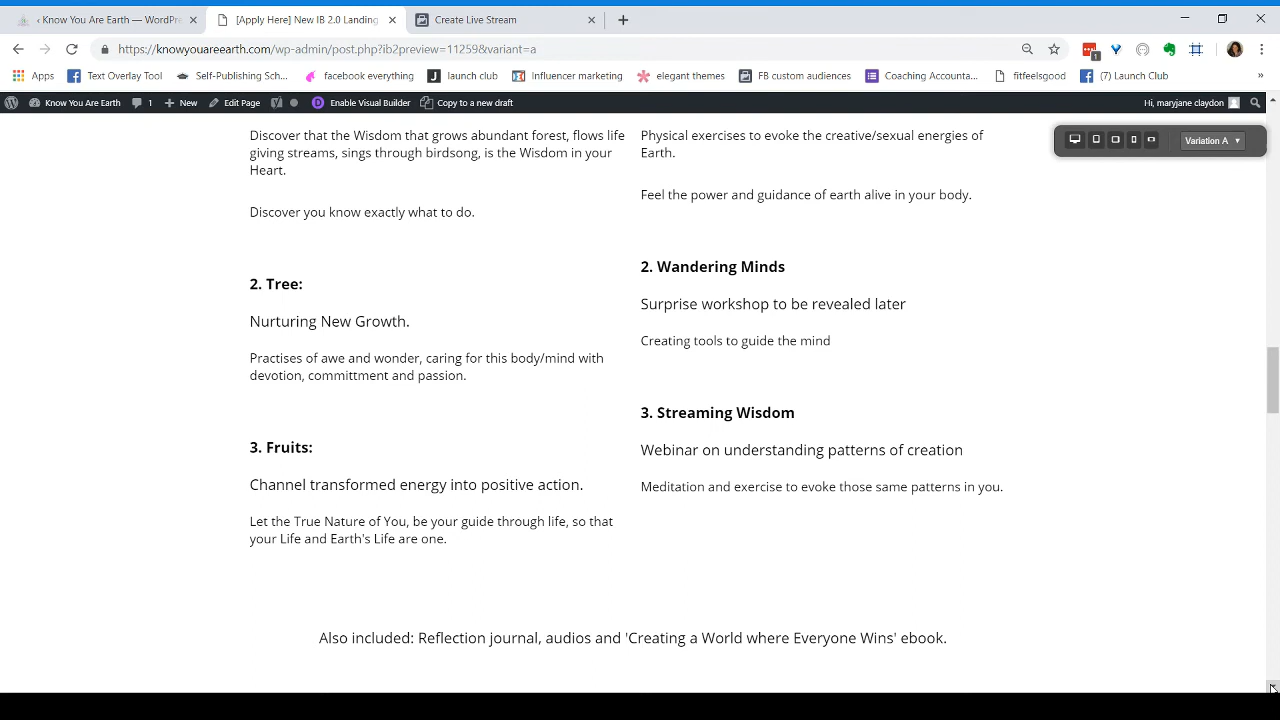 ‹ Know You Are Earth — WordPre
[Apply Here] New IB 2.0 Landing
Create Live Stream
https://knowyouareearth.com/wp-admin/post.php?ib2preview=11259&variant=a
1
Apps
Text Overlay Tool
Self-Publishing Sch...
facebook everything
launch club
Influencer marketing
elegant themes
FB custom audiences
Coaching Accounta...
fitfeelsgood
(7) Launch Club
»
Know You Are Earth
1
New
Edit Page
Enable Visual Builder
Copy to a new draft
Hi, maryjane claydon
Variation A
Discover that the Wisdom that grows abundant forest, flows life
giving streams, sings through birdsong, is the Wisdom in your
Heart.
Discover you know exactly what to do.
2. Tree:
Nurturing New Growth.
Practises of awe and wonder, caring for this body/mind with
devotion, committment and passion.
3. Fruits:
Channel transformed energy into positive action.
Let the True Nature of You, be your guide through life, so that
your Life and Earth's Life are one.
Physical exercises to evoke the creative/sexual energies of
Earth.
Feel the power and guidance of earth alive in your body.
2. Wandering Minds
Surprise workshop to be revealed later
Creating tools to guide the mind
3. Streaming Wisdom
Webinar on understanding patterns of creation
Meditation and exercise to evoke those same patterns in you.
Also included: Reflection journal, audios and 'Creating a World where Everyone Wins' ebook.